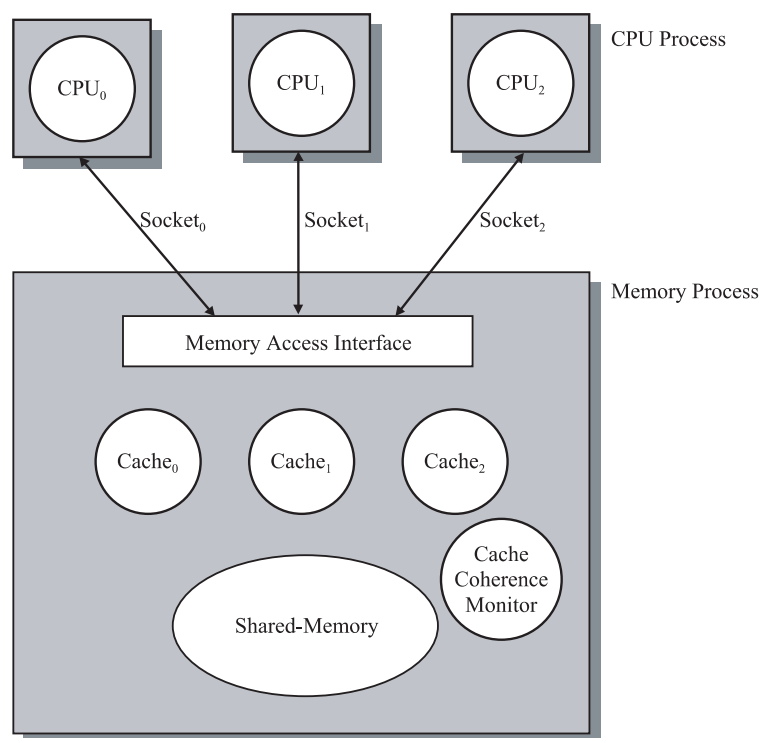 CPU Process
CPU₀
CPU₁
CPU₂
Socket₀
Socket₁
Socket₂
Memory Process
Memory Access Interface
Cache₀
Cache₁
Cache₂
Cache
Coherence
Monitor
Shared-Memory